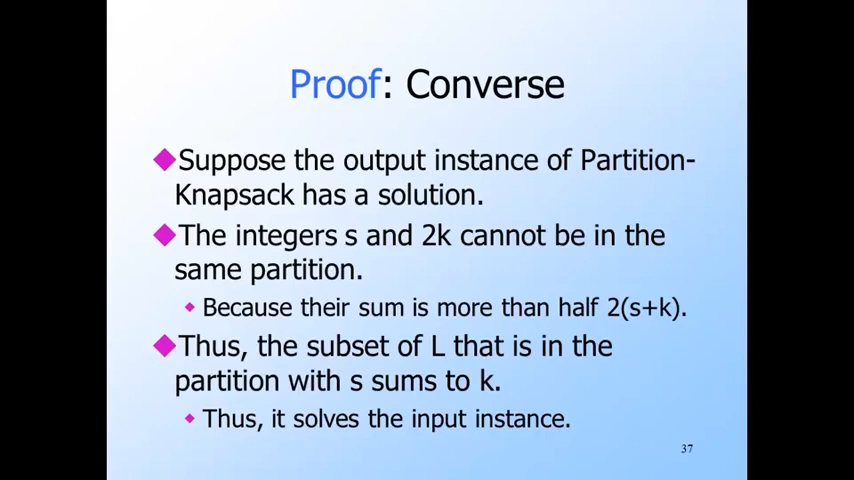 Proof: Converse
Suppose the output instance of Partition-
Knapsack has a solution.
The integers s and 2k cannot be in the
same partition.
Because their sum is more than half 2(s+k).
Thus, the subset of L that is in the
partition with s sums to k.
Thus, it solves the input instance.
37